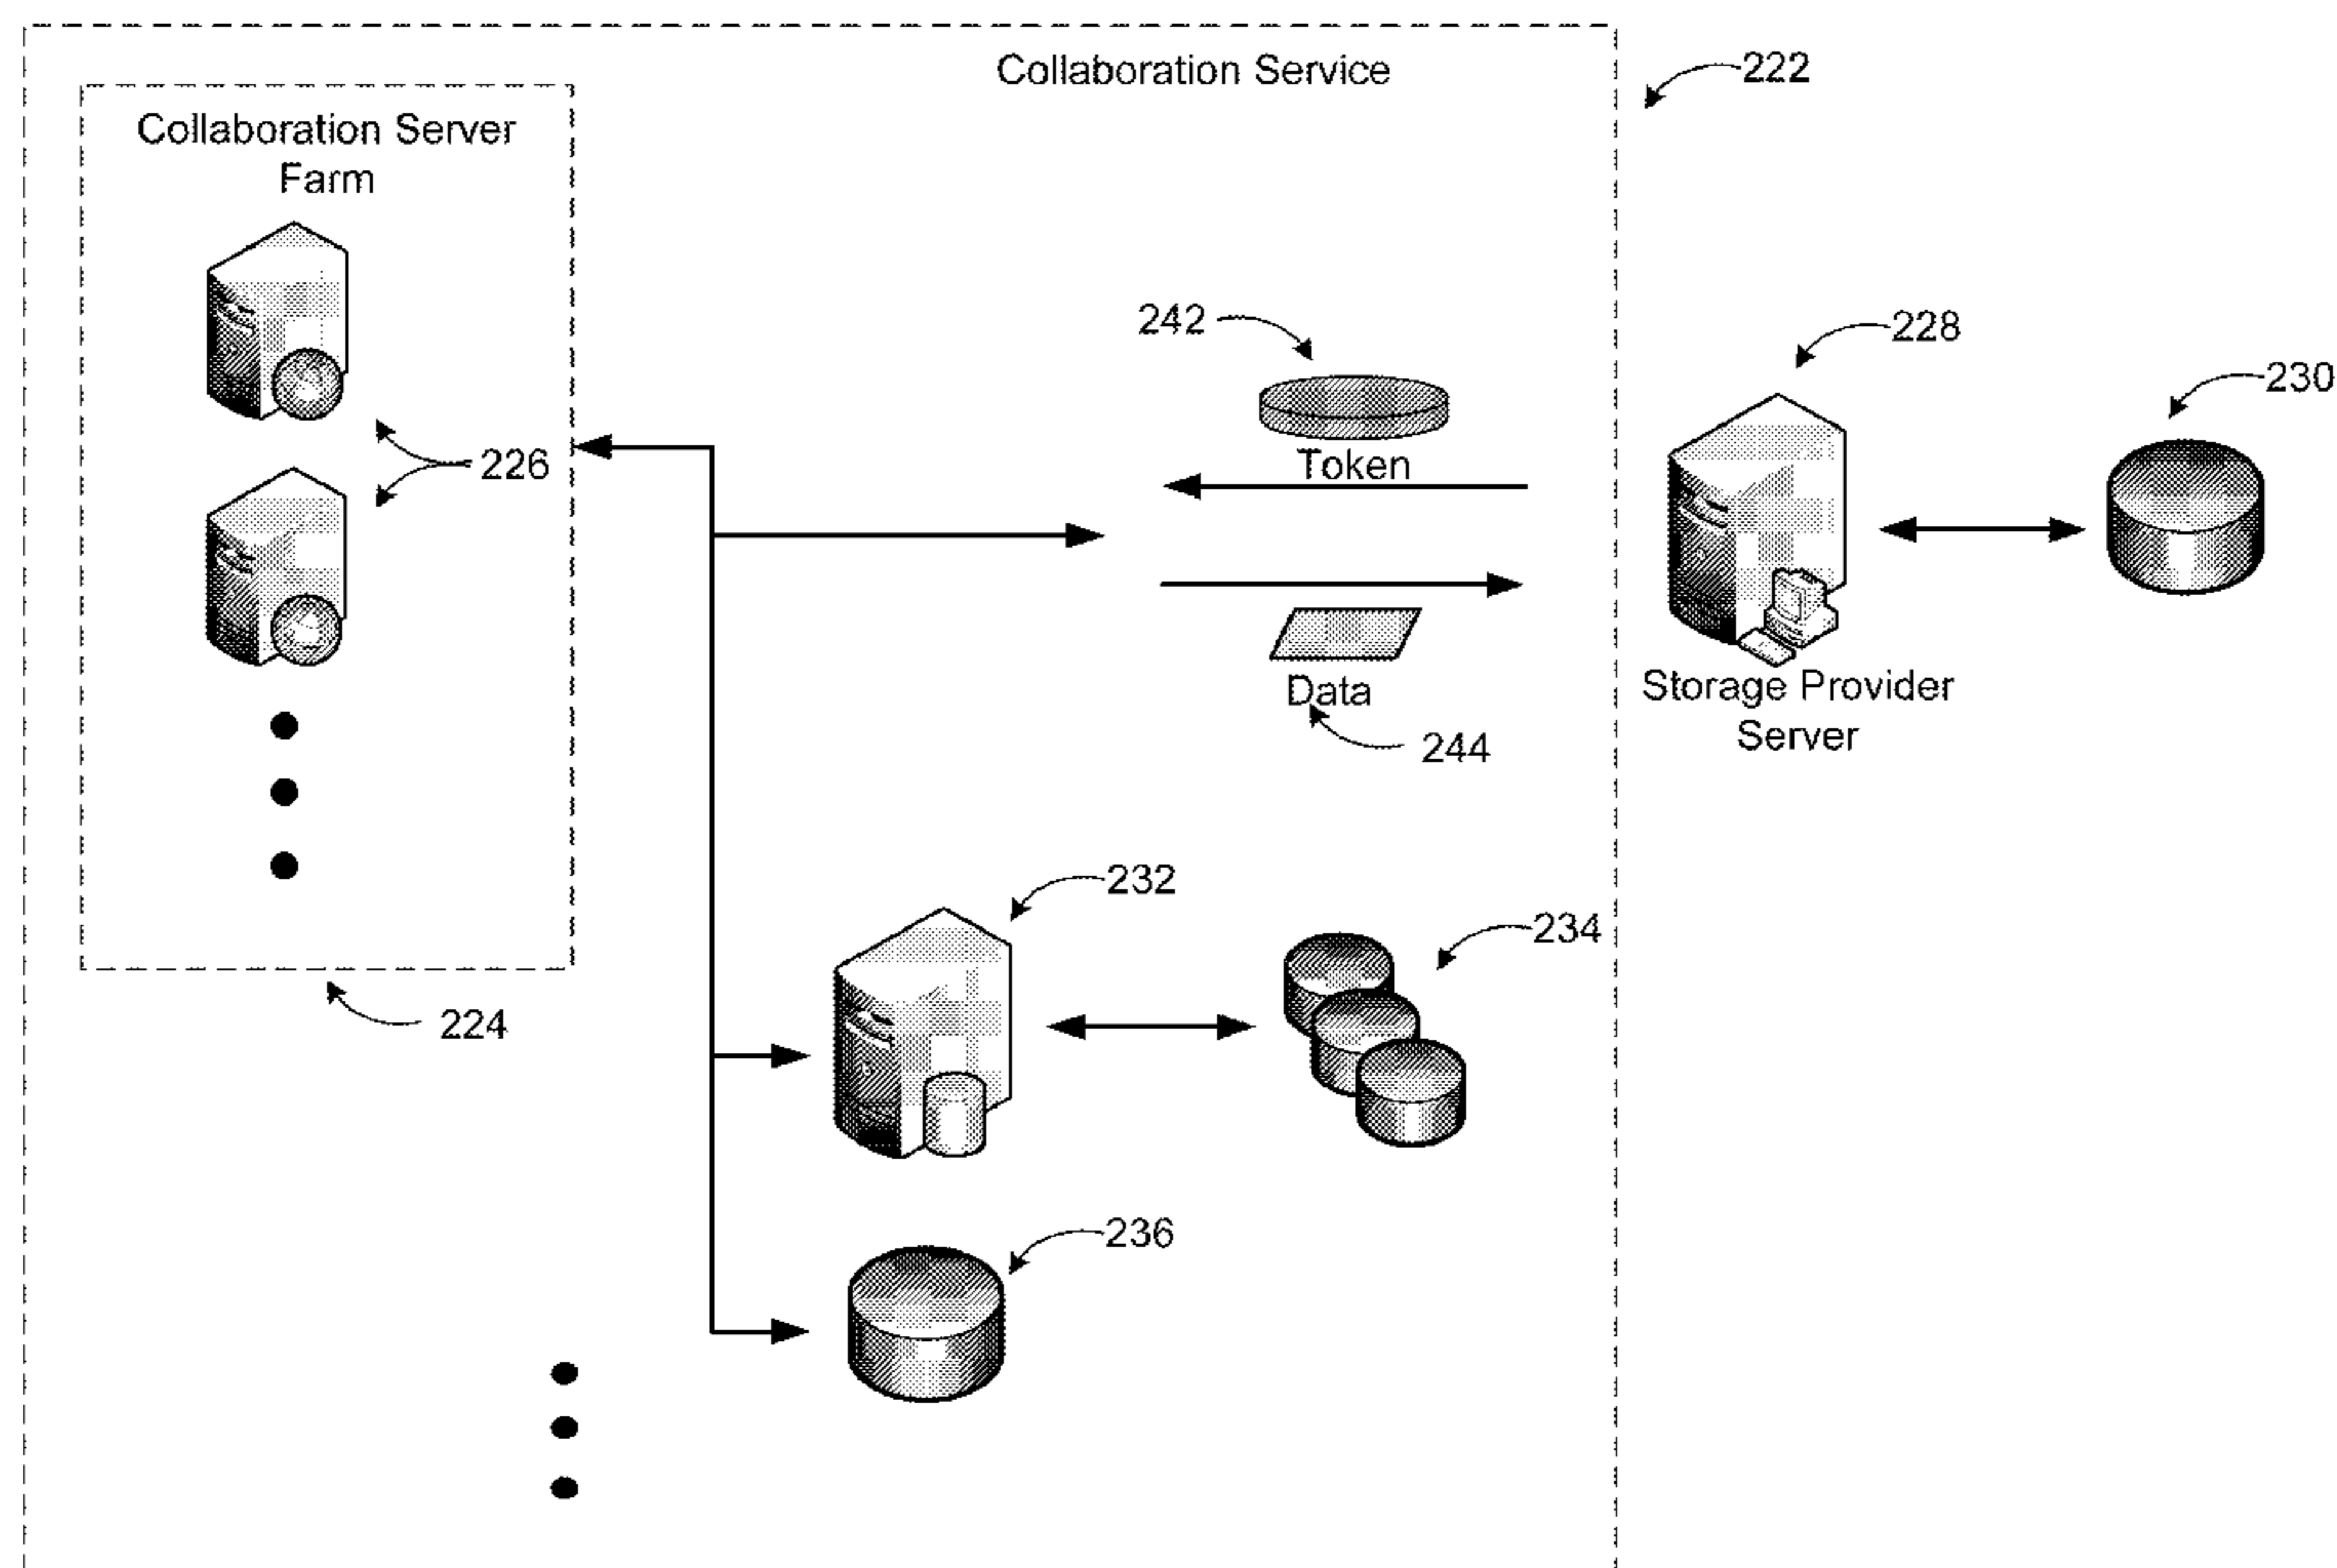 Collaboration Service
222
Collaboration Server
Farm
242
228
230
226
Token
Data
Storage Provider
Server
244
232
234
224
236